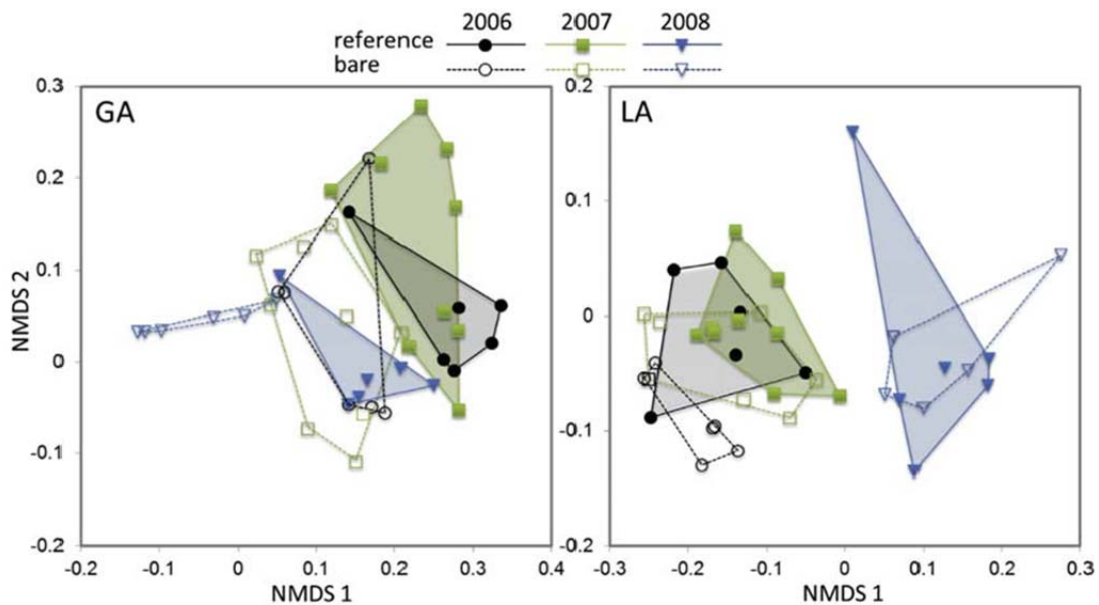 2006 2007 2008
reference
bare
0.3 0.2
GA LA
0.2
0.1
0.1
0
0
-0.1
-0.1
-0.2 -0.2
-0.2 -0.1 0 0.1 0.2 0.3 0.4 -0.3 -0.2 -0.1 0 0.1 0.2 0.3
NMDS 2
NMDS 1 NMDS 1